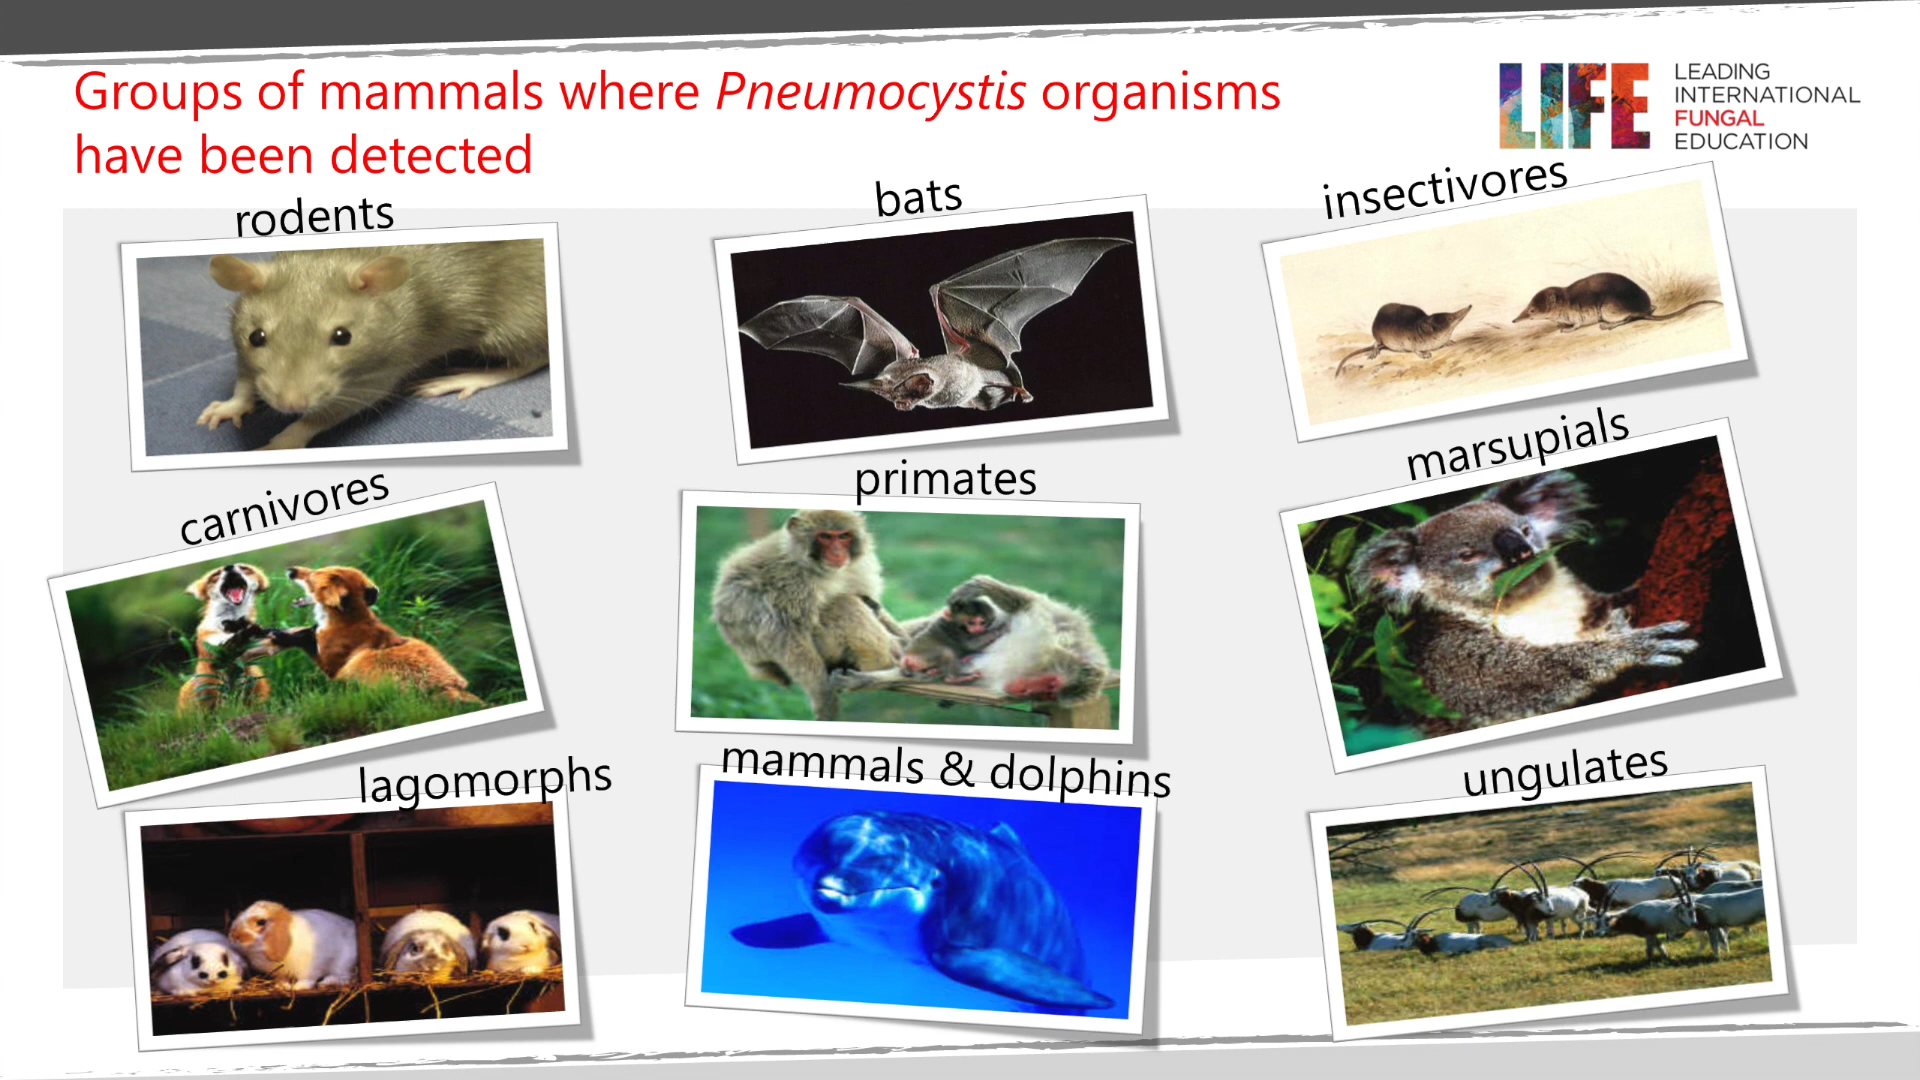 Groups of mammals where Pneumocystis organisms
have been detected
LIFE
LEADING
INTERNATIONAL
FUNGAL
EDUCATION
rodents
bats
insectivores
carnivores
primates
marsupials
lagomorphs
mammals & dolphins
ungulates